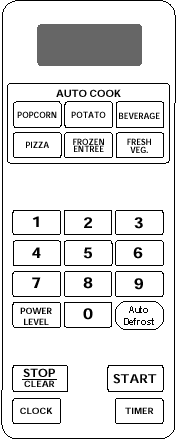 AUTO COOK
POPCORN POTATO BEVERAGE
PIZZA FROZEN ENTREE FRESH VEG.
1 2 3
4 5 6
7 8 9
POWER LEVEL 0 Auto Defrost
STOP
CLEAR
START
CLOCK TIMER